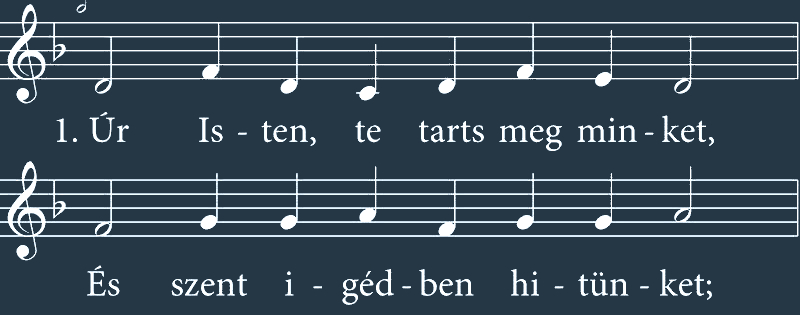 1. Úr Is - ten, te tarts meg min - ket,
És szent i - géd - ben hi - tün - ket;